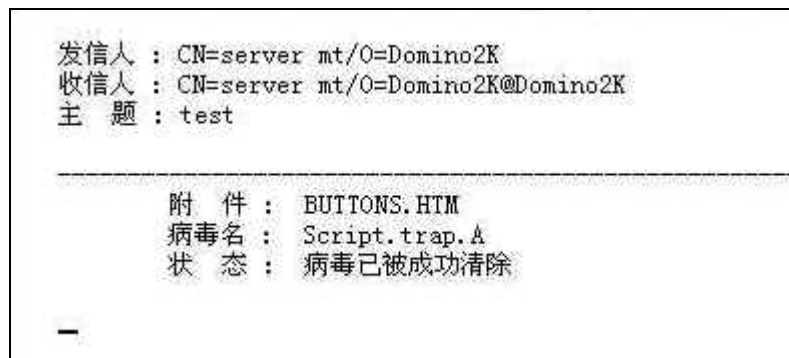 发信人 : CN=server mt/O=Domino2K
收信人 : CN=server mt/O=Domino2K@Domino2K
主 题 : test
附 件 : BUTTONS.HTM
病毒名 : Script.trap.A
状 态 : 病毒已被成功清除